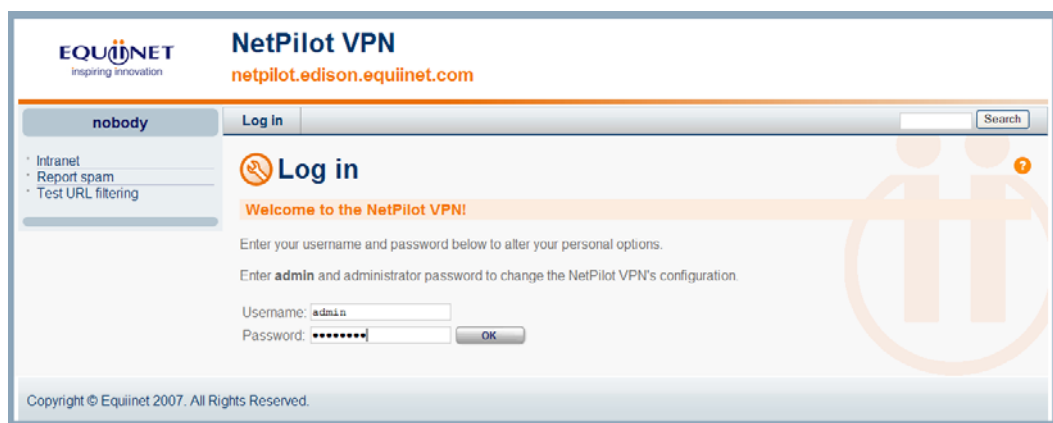 EQUiiNET
inspiring innovation
NetPilot VPN
netpilot.edison.equiinet.com
nobody
Log in
Search
Intranet
Report spam
Test URL filtering
Log in
?
Welcome to the NetPilot VPN!
Enter your username and password below to alter your personal options.
Enter admin and administrator password to change the NetPilot VPN's configuration.
Username: admin
Password: ••••••••
OK
Copyright © Equiinet 2007. All Rights Reserved.